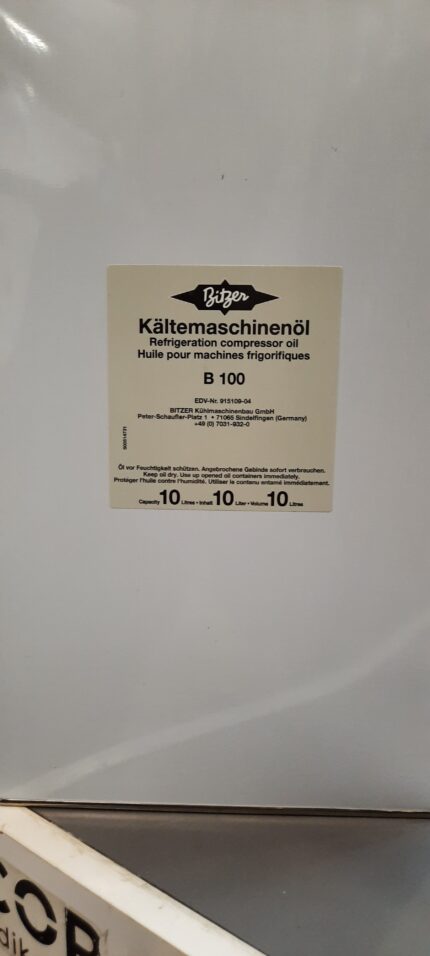 Bitzer
Kältemaschinenöl
Refrigeration compressor oil
Huile pour machines frigorifiques
B 100
EDV-Nr. 915109-04
BITZER Kühlmaschinenbau GmbH
Peter-Schaufler-Platz 1 • 71065 Sindelfingen (Germany)
+49 (0) 7031-932-0
Öl vor Feuchtigkeit schützen. Angebrochene Gebinde sofort verbrauchen.
Keep oil dry. Use up opened oil containers immediately.
Protéger l'huile contre l'humidité. Utiliser le contenu entamé immédiatement.
Capacity 10 Litres • Inhalt 10 Liter • Volume 10 Litres
COR
dik